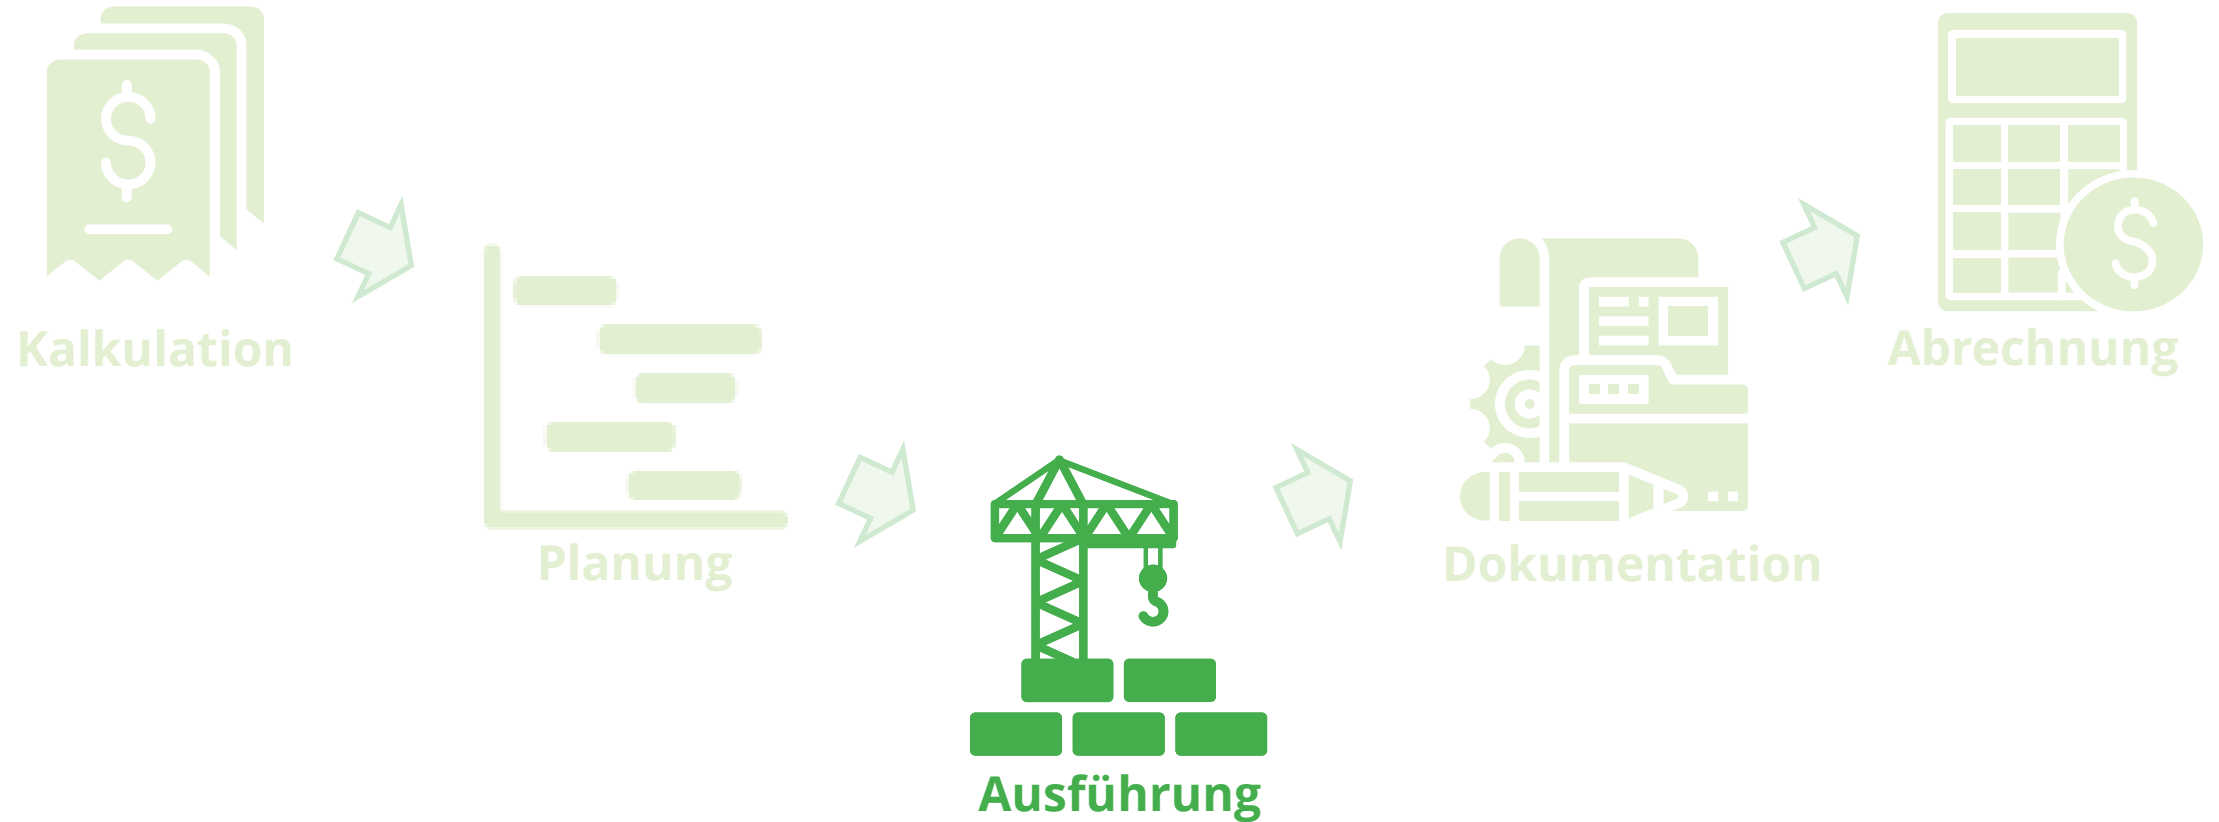 Kalkulation
Planung
Ausführung
Dokumentation
Abrechnung